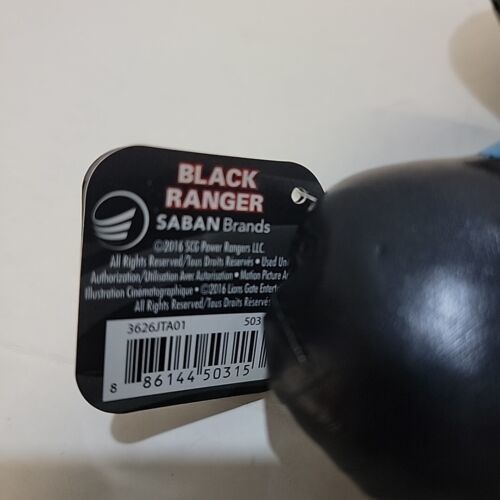 BLACK
RANGER
SABAN Brands
©2016 SCG Power Rangers LLC.
All Rights Reserved/Tous Droits Réservés • Used Un
Authorization/Utilisation Avec Autorisation • Motion Picture Ar
Illustration Cinématographique • ©2016 Lions Gate Entert
All Rights Reserved/Tous Droits Réservés
3626JTA01 503
8 86144 50315